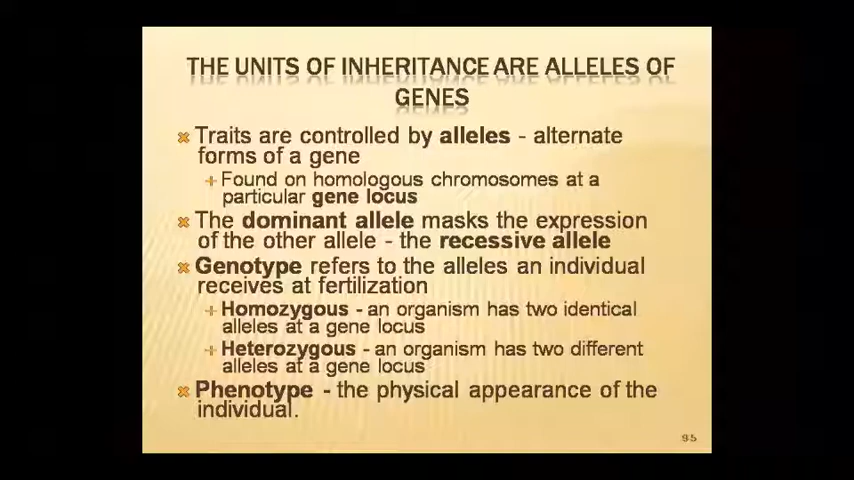 THE UNITS OF INHERITANCE ARE ALLELES OF
GENES
Traits are controlled by alleles - alternate
forms of a gene
Found on homologous chromosomes at a
particular gene locus
The dominant allele masks the expression
of the other allele - the recessive allele
Genotype refers to the alleles an individual
receives at fertilization
Homozygous - an organism has two identical
alleles at a gene locus
Heterozygous - an organism has two different
alleles at a gene locus
Phenotype - the physical appearance of the
individual.
95